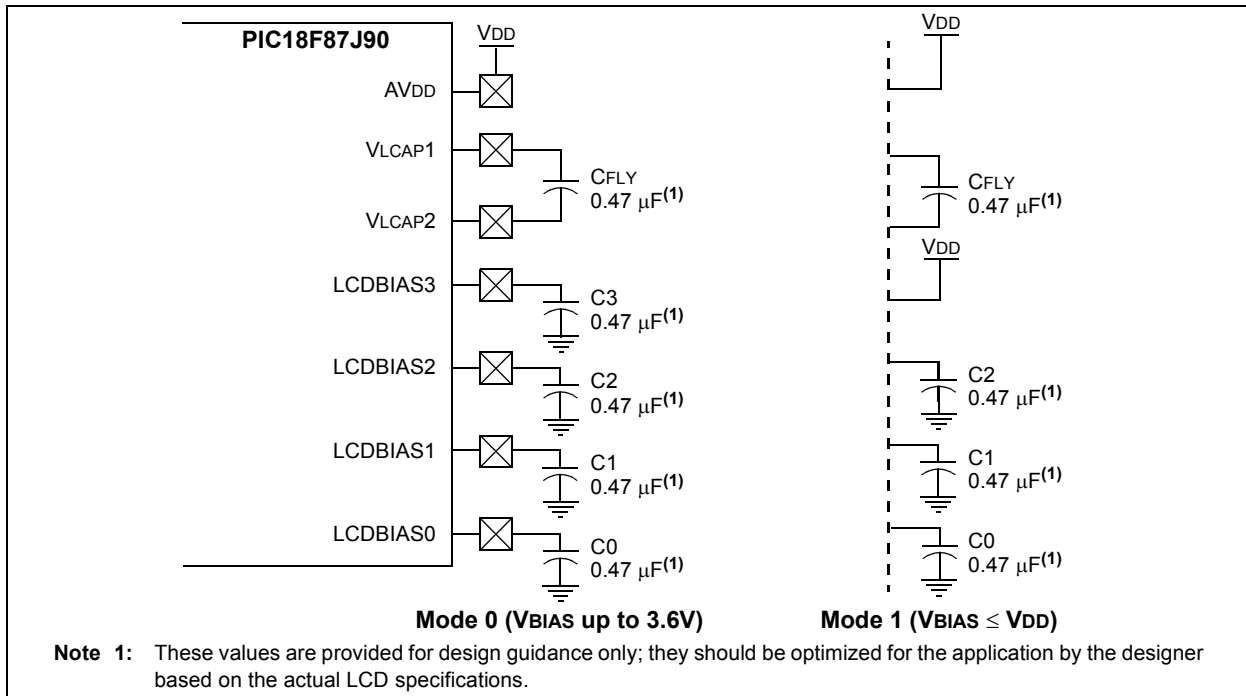 PIC18F87J90
VDD
AVDD
VLCAP1
CFLY
0.47 μF(1)
VLCAP2
LCDBIAS3
C3
0.47 μF(1)
LCDBIAS2
C2
0.47 μF(1)
LCDBIAS1
C1
0.47 μF(1)
LCDBIAS0
C0
0.47 μF(1)
Mode 0 (VBIAS up to 3.6V)
VDD
CFLY
0.47 μF(1)
VDD
C2
0.47 μF(1)
C1
0.47 μF(1)
C0
0.47 μF(1)
Mode 1 (VBIAS ≤ VDD)
Note 1: These values are provided for design guidance only; they should be optimized for the application by the designer
based on the actual LCD specifications.